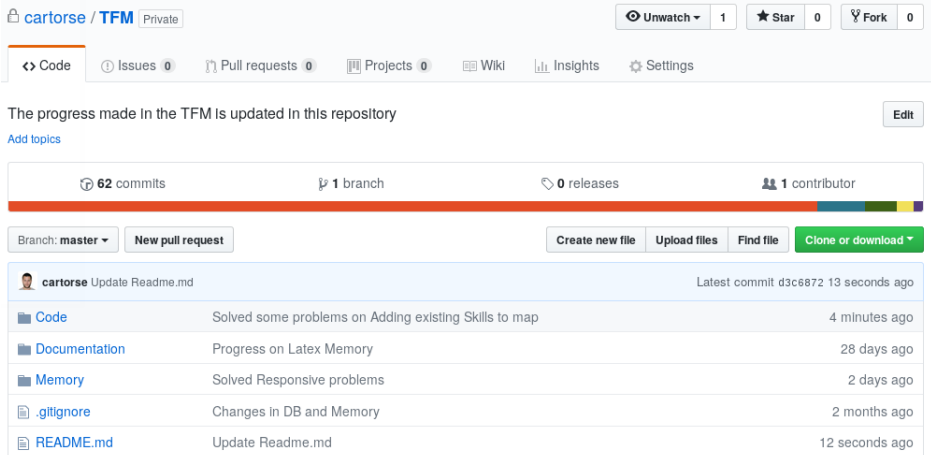 cartorse / TFM Private Unwatch 1 Star 0 Fork 0
Code Issues 0 Pull requests 0 Projects 0 Wiki Insights Settings
The progress made in the TFM is updated in this repository Edit
Add topics
62 commits 1 branch 0 releases 1 contributor
Branch: master New pull request Create new file Upload files Find file Clone or download
cartorse Update Readme.md Latest commit d3c6872 13 seconds ago
Code Solved some problems on Adding existing Skills to map 4 minutes ago
Documentation Progress on Latex Memory 28 days ago
Memory Solved Responsive problems 2 days ago
.gitignore Changes in DB and Memory 2 months ago
README.md Update Readme.md 12 seconds ago